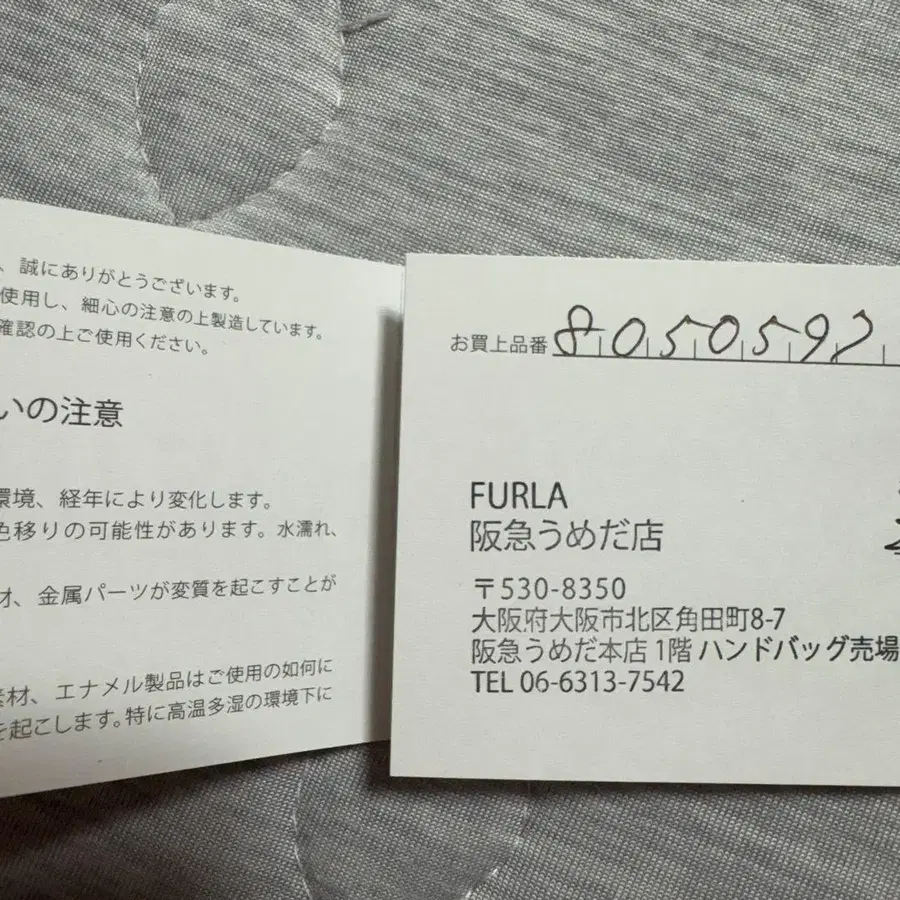 、誠にありがとうございます。
使用し、細心の注意の上製造しています。
確認の上ご使用ください。
いの注意
環境、経年により変化します。
色移りの可能性があります。水濡れ、
材、金属パーツが変質を起こすことが
素材、エナメル製品はご使用の如何に
を起こします。特に高温多湿の環境下に
お買上品番 8050592
FURLA
阪急うめだ店
〒530-8350
大阪府大阪市北区角田町8-7
阪急うめだ本店 1階 ハンドバッグ売場
TEL 06-6313-7542